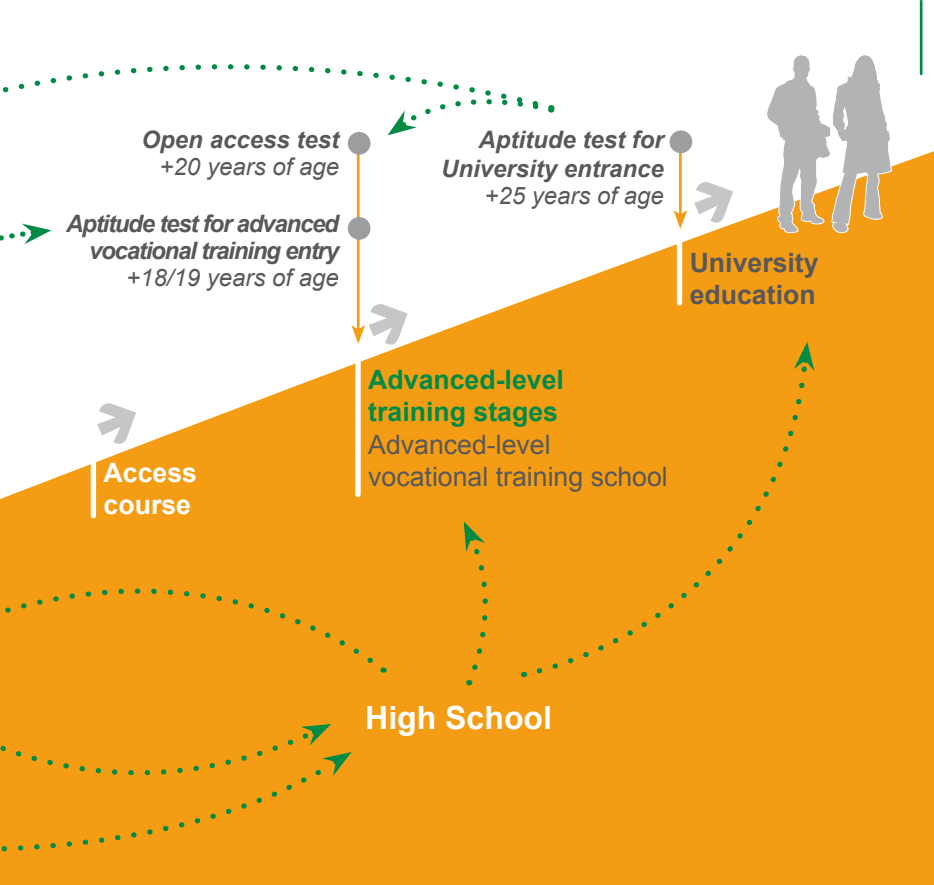 Open access test
+20 years of age
Aptitude test for advanced
vocational training entry
+18/19 years of age
Aptitude test for
University entrance
+25 years of age
University
education
Advanced-level
training stages
Advanced-level
vocational training school
Access
course
High School